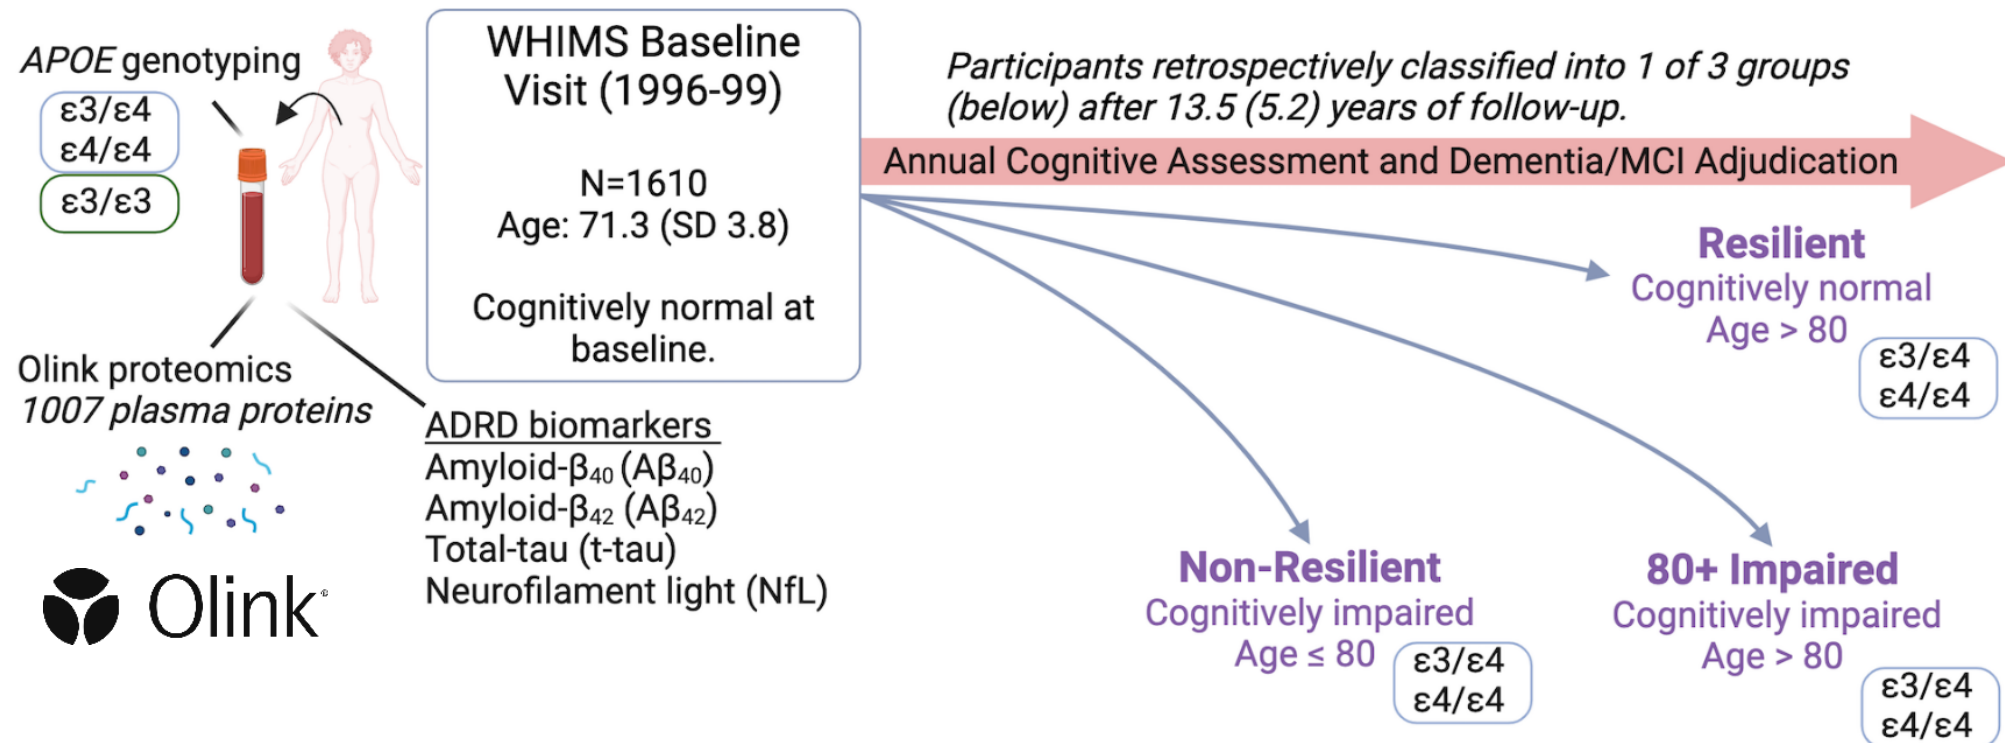 APOE genotyping
ε3/ε4
ε4/ε4
ε3/ε3
Olink proteomics
1007 plasma proteins
Olink®
WHIMS Baseline
Visit (1996-99)
N=1610
Age: 71.3 (SD 3.8)
Cognitively normal at
baseline.
ADRD biomarkers
Amyloid-β₄₀ (Aβ₄₀)
Amyloid-β₄₂ (Aβ₄₂)
Total-tau (t-tau)
Neurofilament light (NfL)
Participants retrospectively classified into 1 of 3 groups
(below) after 13.5 (5.2) years of follow-up.
Annual Cognitive Assessment and Dementia/MCI Adjudication
Resilient
Cognitively normal
Age > 80
ε3/ε4
ε4/ε4
Non-Resilient
Cognitively impaired
Age ≤ 80
ε3/ε4
ε4/ε4
80+ Impaired
Cognitively impaired
Age > 80
ε3/ε4
ε4/ε4